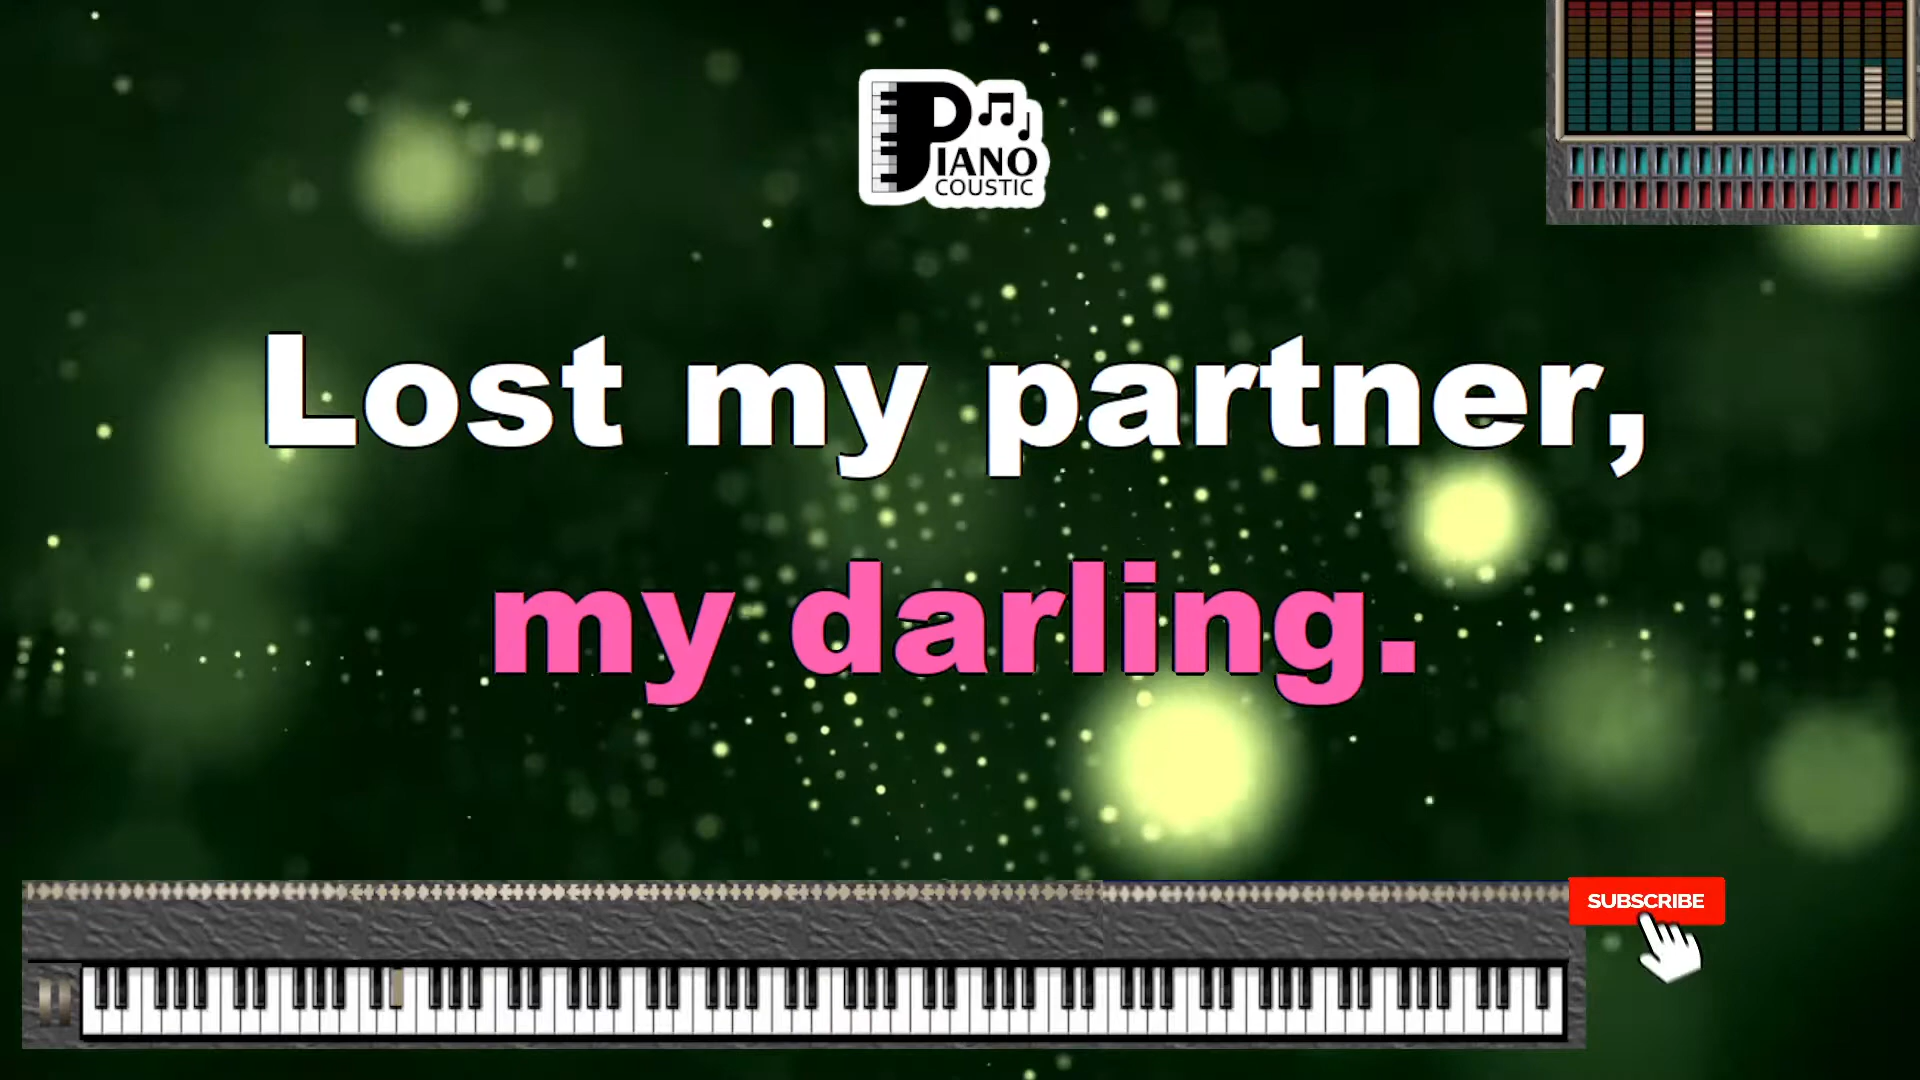 PIANO
COUSTIC
Lost my partner,
my darling.
SUBSCRIBE